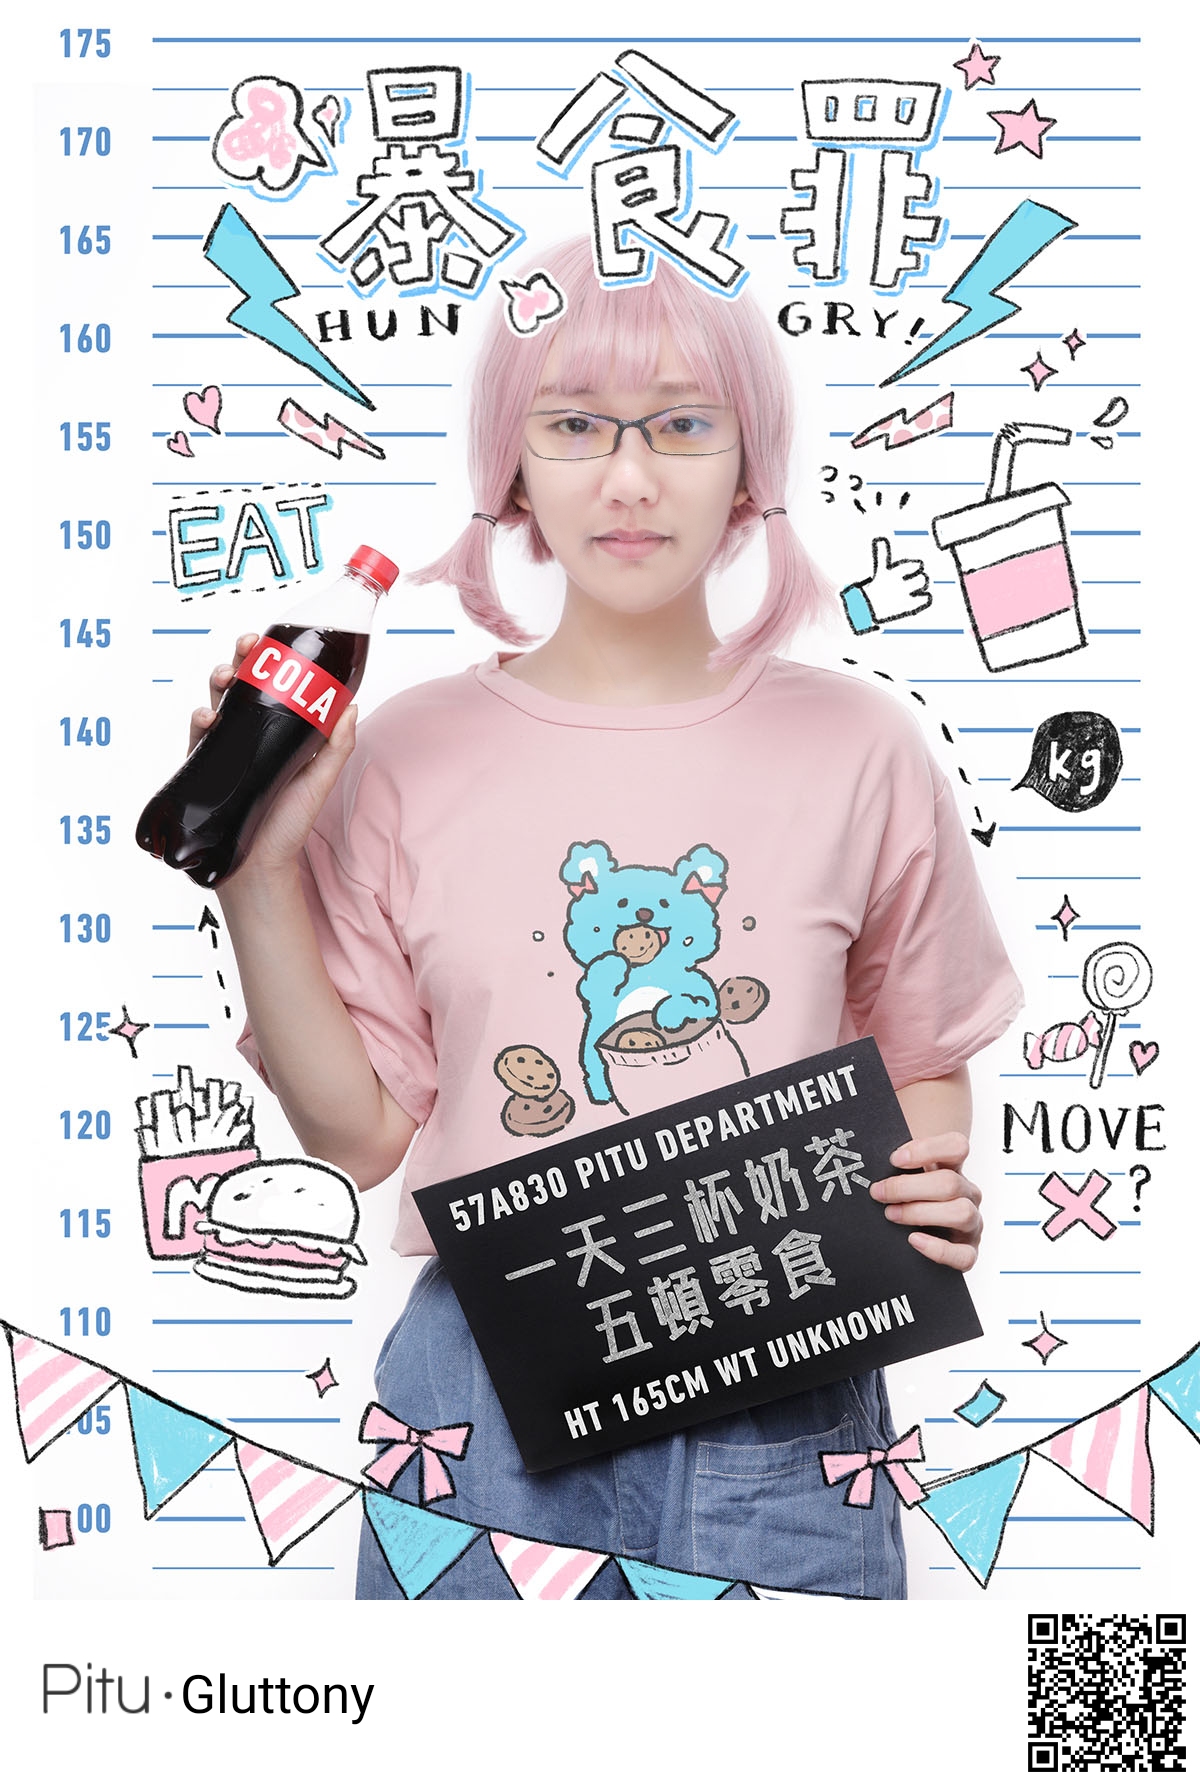 175
170
165
160
155
150
145
140
135
130
125
120
115
110
05
00
暴食罪
HUN GRY!
EAT
COLA
kg
MOVE
?
57A830 PITU DEPARTMENT
一天三杯奶茶
五頓零食
HT 165CM WT UNKNOWN
Pitu · Gluttony